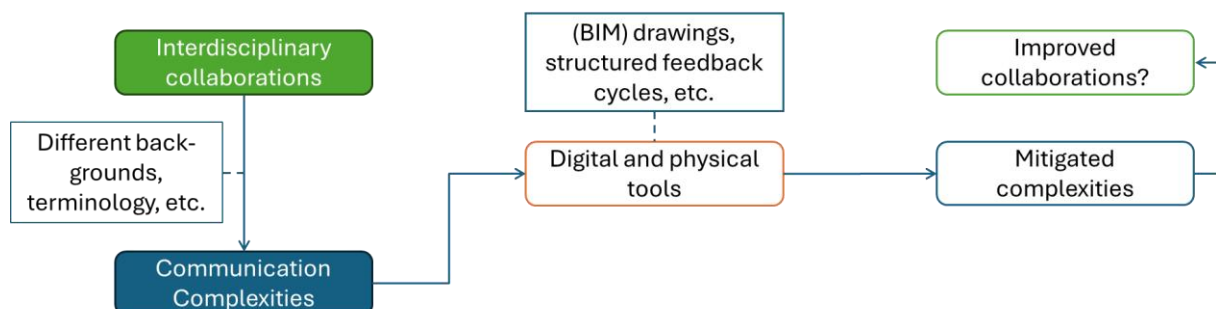 Interdisciplinary
collaborations
Different back-
grounds,
terminology, etc.
Communication
Complexities
(BIM) drawings,
structured feedback
cycles, etc.
Digital and physical
tools
Improved
collaborations?
Mitigated
complexities